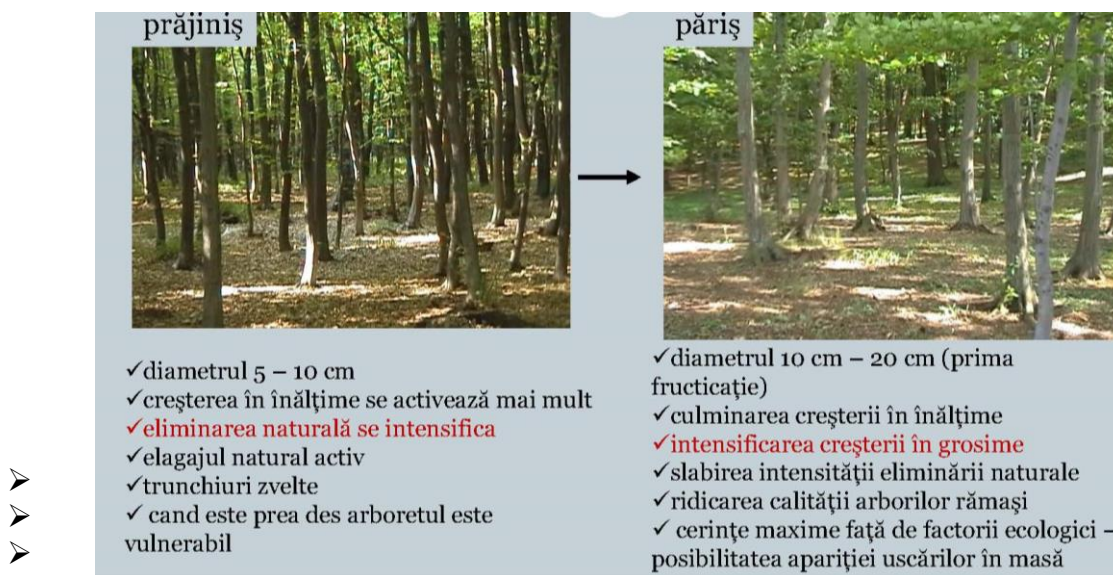 prăjiniş
păriş
✓diametrul 5 – 10 cm
✓creşterea în înălţime se activează mai mult
✓eliminarea naturală se intensifica
✓elagajul natural activ
✓trunchiuri zvelte
✓ cand este prea des arboretul este
vulnerabil
✓diametrul 10 cm – 20 cm (prima
fructicaţie)
✓culminarea creşterii în înălţime
✓intensificarea creşterii în grosime
✓slabirea intensităţii eliminării naturale
✓ridicarea calităţii arborilor rămaşi
✓ cerinţe maxime faţă de factorii ecologici –
posibilitatea apariţiei uscărilor în masă